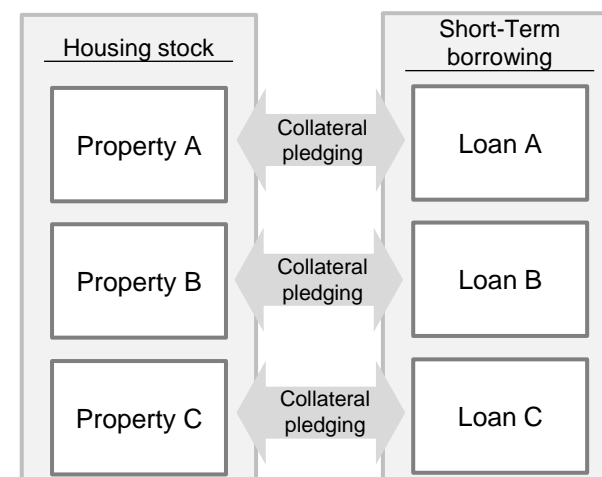 Housing stock
Short-Term
borrowing
Property A
Collateral
pledging
Loan A
Property B
Collateral
pledging
Loan B
Property C
Collateral
pledging
Loan C